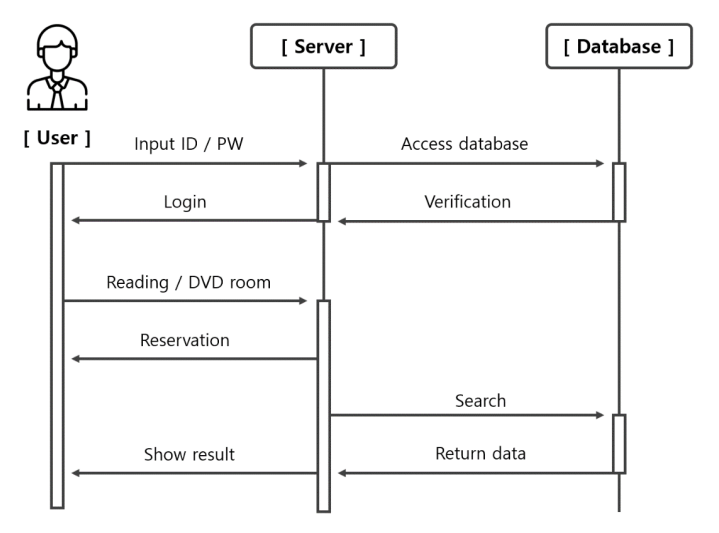 [ Server ]
[ Database ]
[ User ]
Input ID / PW
Access database
Login
Verification
Reading / DVD room
Reservation
Search
Show result
Return data